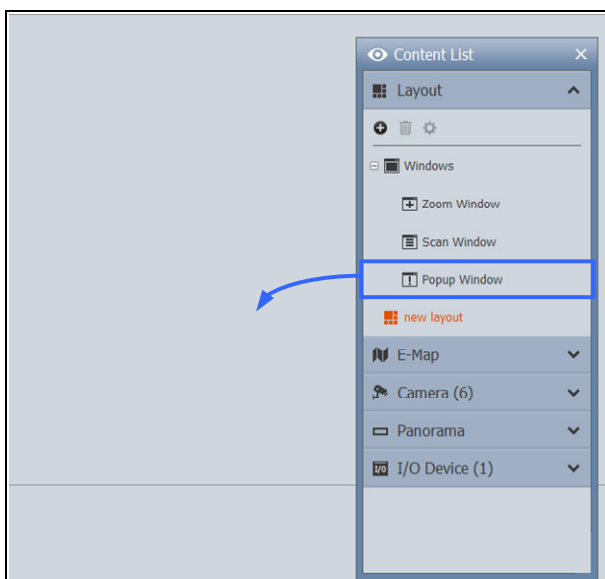 Content List
Layout
Windows
Zoom Window
Scan Window
Popup Window
new layout
E-Map
Camera (6)
Panorama
I/O I/O Device (1)